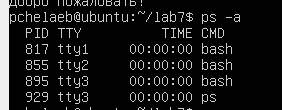 Добро пожаловать!
pchelaeb@ubuntu:~/lab7$ ps -a
PID TTY TIME CMD
817 tty1 00:00:00 bash
855 tty2 00:00:00 bash
895 tty3 00:00:00 bash
929 tty3 00:00:00 ps